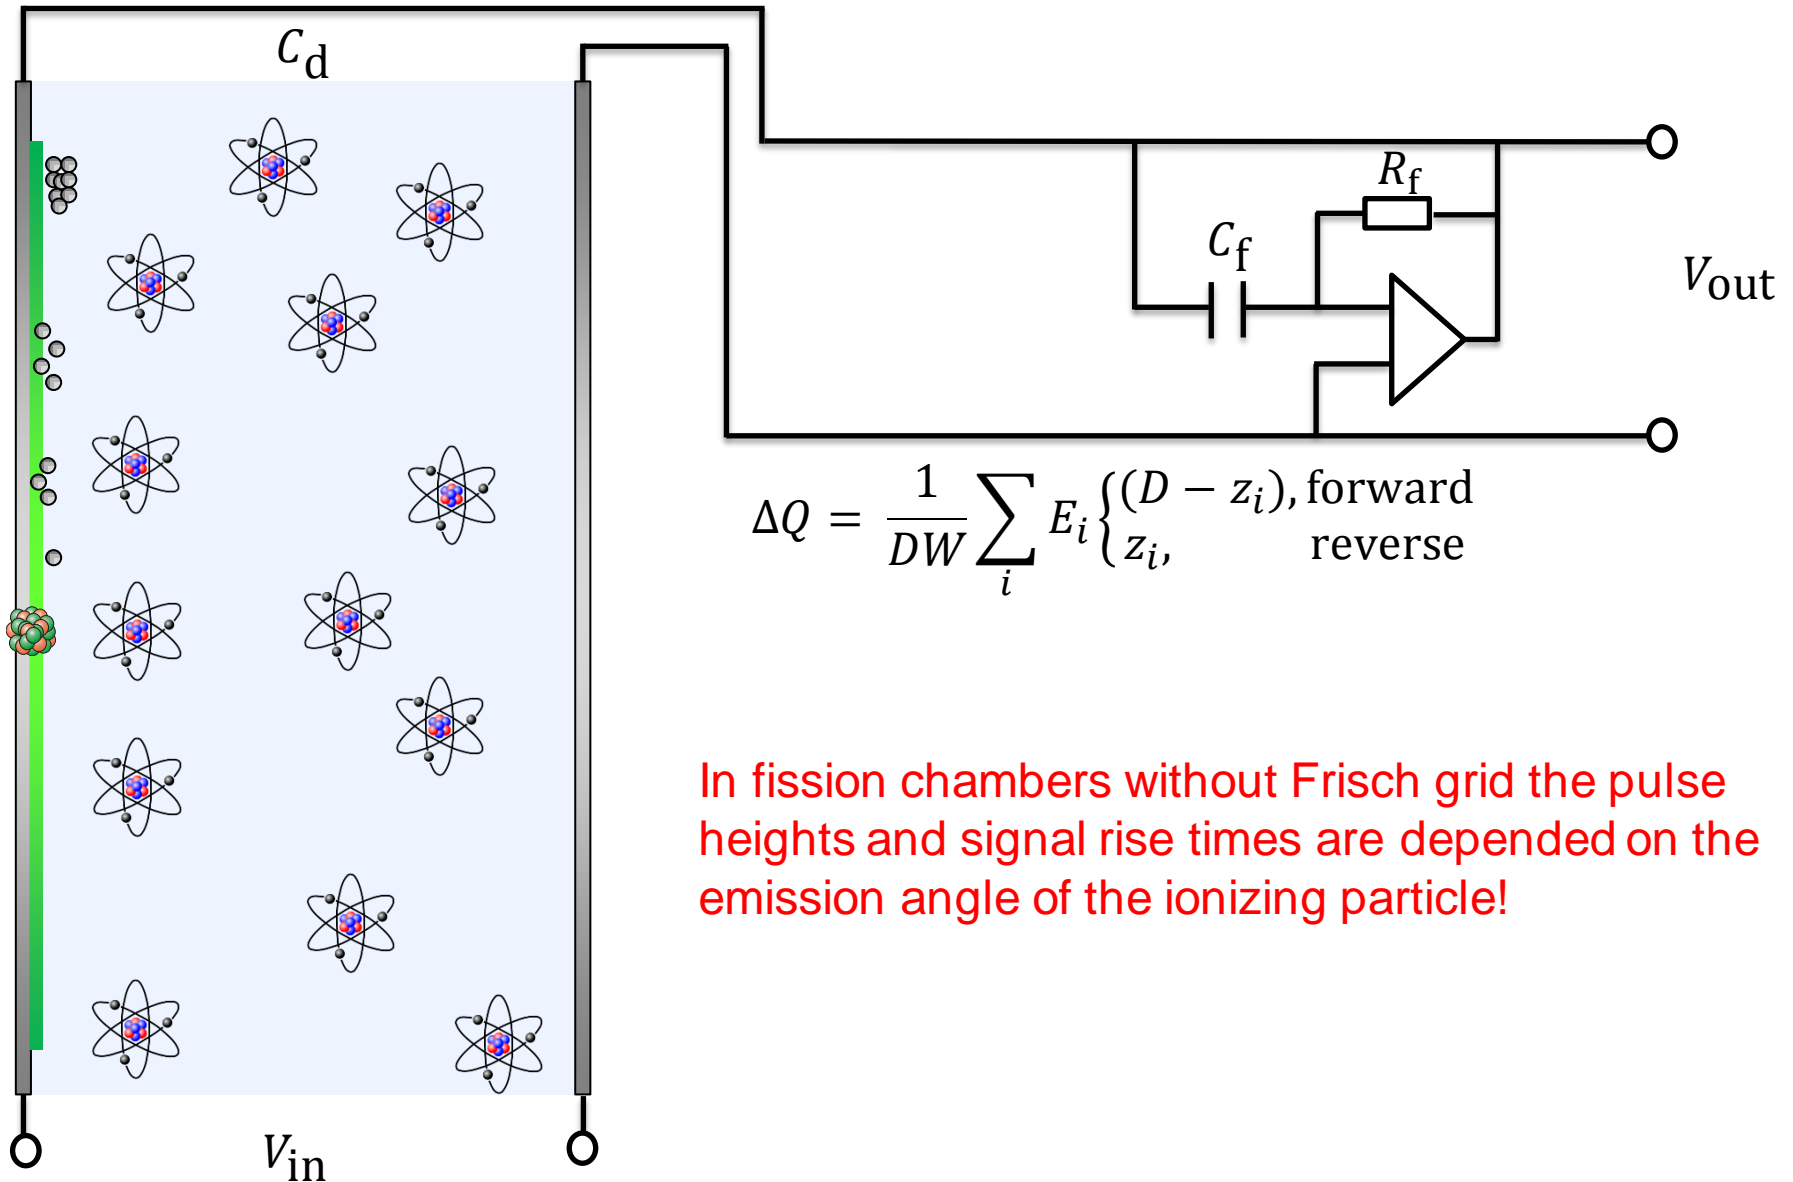 C_d
R_f
C_f
V_out
ΔQ = 1/DW ∑_i E_i { (D − z_i), forward
z_i, reverse
In fission chambers without Frisch grid the pulse
heights and signal rise times are depended on the
emission angle of the ionizing particle!
V_in